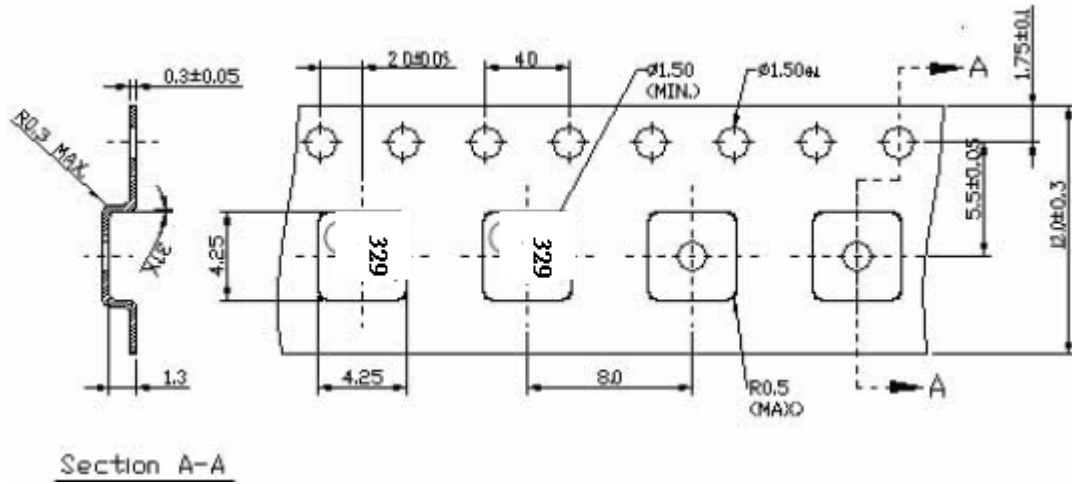 2.0±0.05
4.0
ø1.50
(MIN.)
A
1.75±0.1
0.3±0.05
R0.3 MAX.
5.5±0.05
12.0±0.3
4.25
329
329
1.3
4.25
8.0
R0.5
(MAX)
A
Section A-A